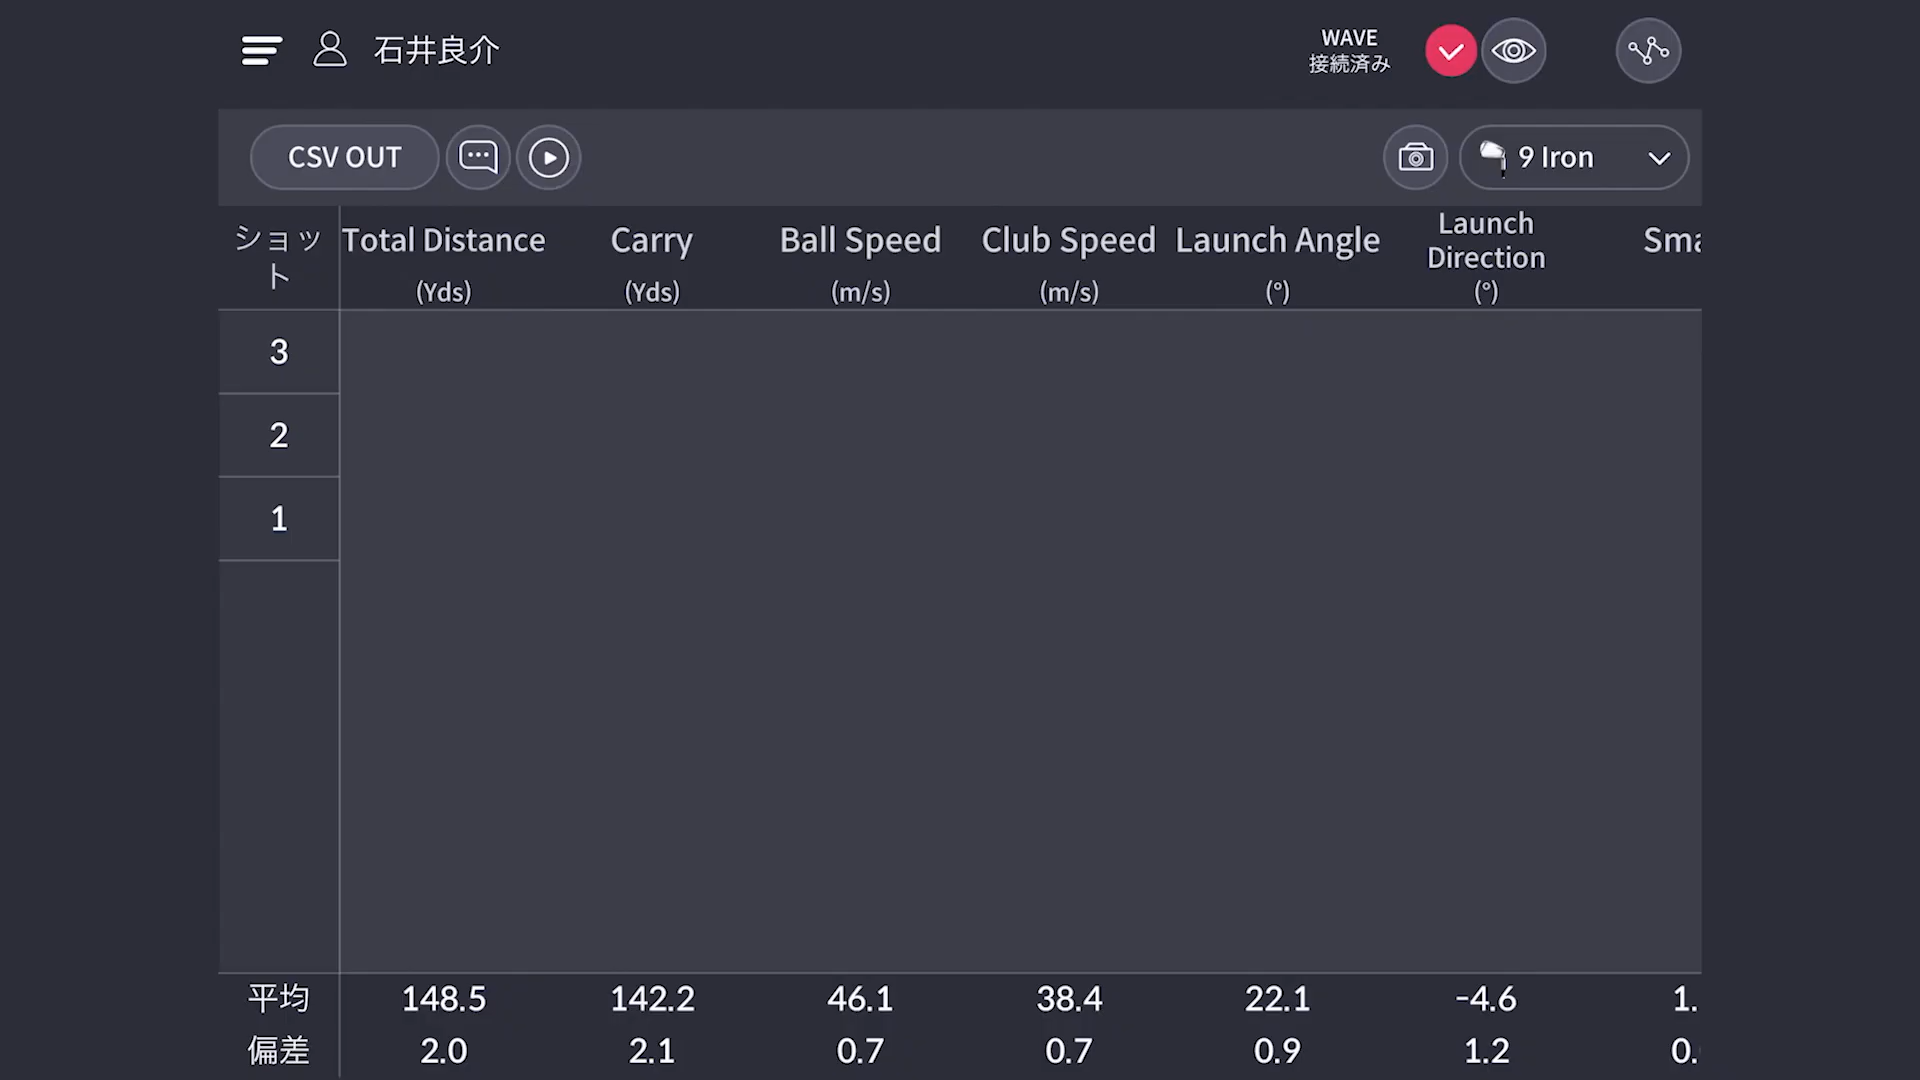 石井良介
WAVE
接続済み
CSV OUT
9 Iron
ショッ
ト
Total Distance
(Yds)
Carry
(Yds)
Ball Speed
(m/s)
Club Speed
(m/s)
Launch Angle
(°)
Launch
Direction
(°)
Sma
3
2
1
平均 148.5 142.2 46.1 38.4 22.1 -4.6 1.
偏差 2.0 2.1 0.7 0.7 0.9 1.2 0.